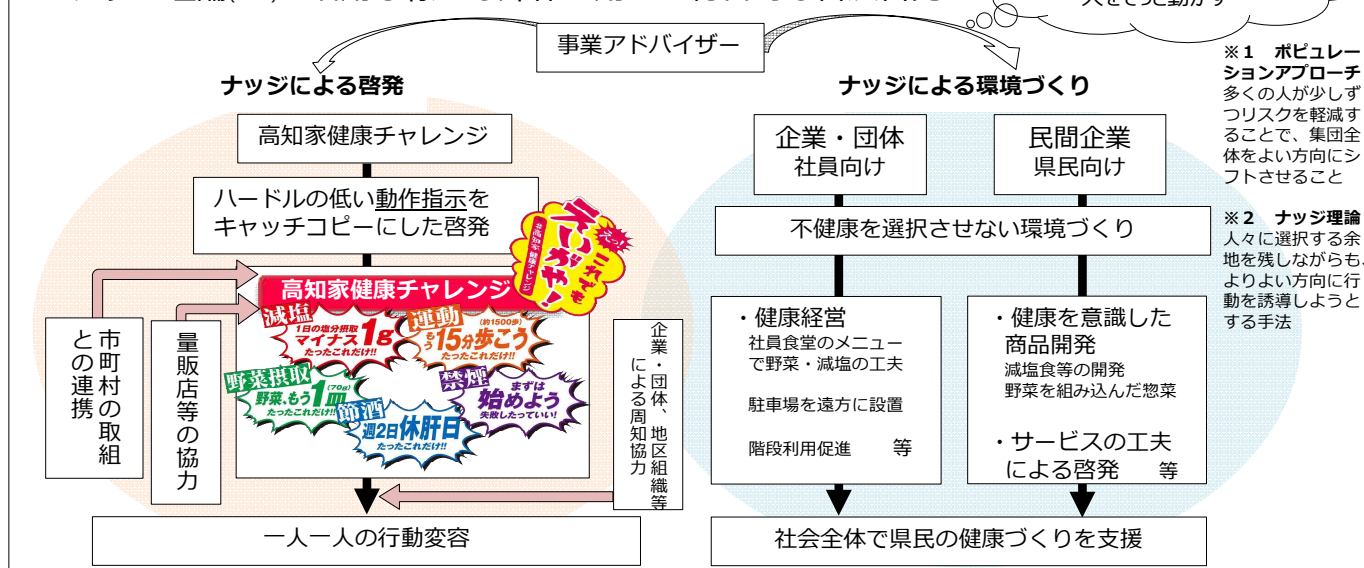 人をそっと動かす
事業アドバイザー
※１　ポピュレー
ションアプローチ
多くの人が少しず
つリスクを軽減す
ることで、集団全
体をよい方向にシ
フトさせること
※２　ナッジ理論
人々に選択する余
地を残しながらも、
よりよい方向に行
動を誘導しようと
する手法
ナッジによる啓発
高知家健康チャレンジ
ハードルの低い動作指示を
キャッチコピーにした啓発
えっ!
これでも
えいがや!
#高知家健康チャレンジ
高知家健康チャレンジ
減塩
1日の塩分摂取
マイナス1g
たったこれだけ!!
運動
(約1500歩)
もう15分歩こう
たったこれだけ!!
野菜摂取
(70g)
野菜、もう1皿
たったこれだけ!!
節酒
週2日休肝日
たったこれだけ!!
禁煙
まずは
始めよう
失敗したっていい!
市町村の取組
との連携
量販店等の協力
企業・団体、地区組織等
による周知協力
一人一人の行動変容
ナッジによる環境づくり
企業・団体
社員向け
民間企業
県民向け
不健康を選択させない環境づくり
・健康経営
社員食堂のメニュー
で野菜・減塩の工夫
駐車場を遠方に設置
階段利用促進　等
・健康を意識した
商品開発
減塩食等の開発
野菜を組み込んだ惣菜
・サービスの工夫
による啓発　等
社会全体で県民の健康づくりを支援